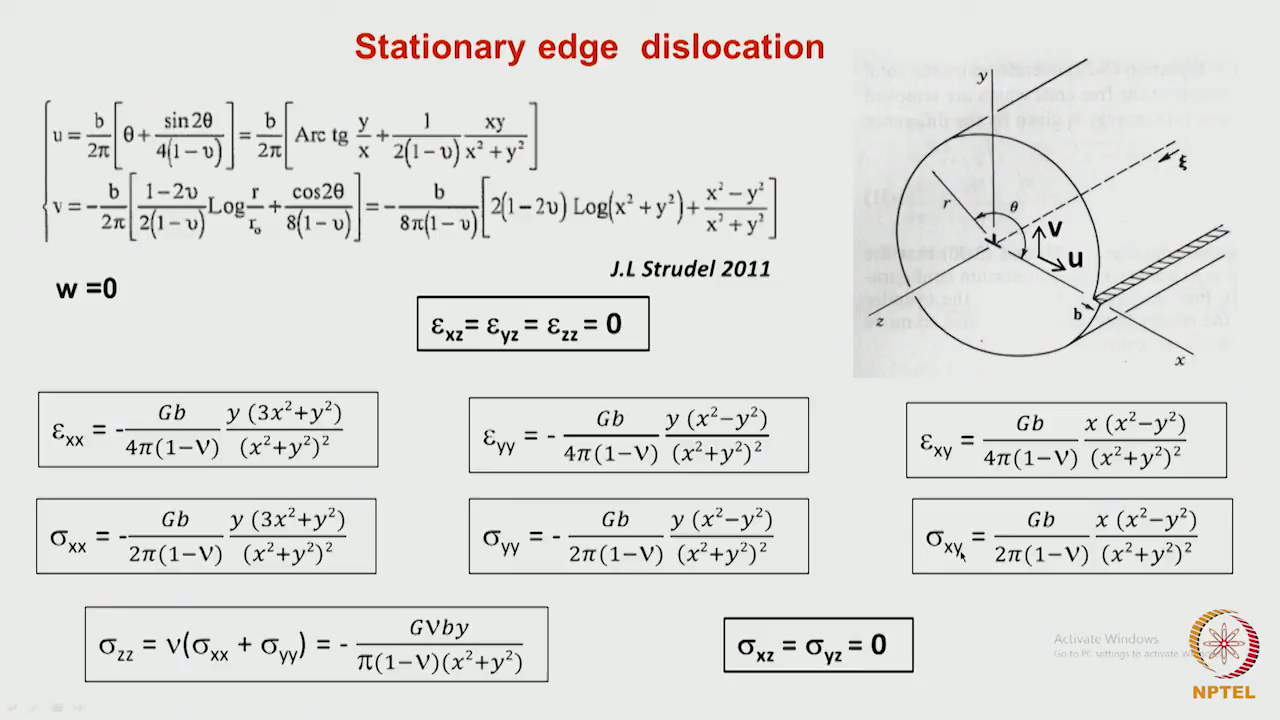 Stationary edge dislocation
u = b/2π [θ + sin2θ/4(1−υ)] = b/2π [Arc tg y/x + 1/2(1−υ) xy/x²+y²]
v = − b/2π [1−2υ/2(1−υ) Log r/r₀ + cos2θ/8(1−υ)] = − b/8π(1−υ) [2(1−2υ) Log(x²+y²) + x²−y²/x²+y²]
w =0
J.L Strudel 2011
y
ξ
r
θ
v
u
z
b
x
εxz= εyz = εzz = 0
εxx = - Gb/4π(1−ν) y (3x²+y²)/(x²+y²)²
εyy = - Gb/4π(1−ν) y (x²−y²)/(x²+y²)²
εxy = Gb/4π(1−ν) x (x²−y²)/(x²+y²)²
σxx = - Gb/2π(1−ν) y (3x²+y²)/(x²+y²)²
σyy = - Gb/2π(1−ν) y (x²−y²)/(x²+y²)²
σxy = Gb/2π(1−ν) x (x²−y²)/(x²+y²)²
σzz = ν(σxx + σyy) = - Gνby/π(1−ν)(x²+y²)
σxz = σyz = 0
Activate Windows
Go to PC settings to activate
NPTEL